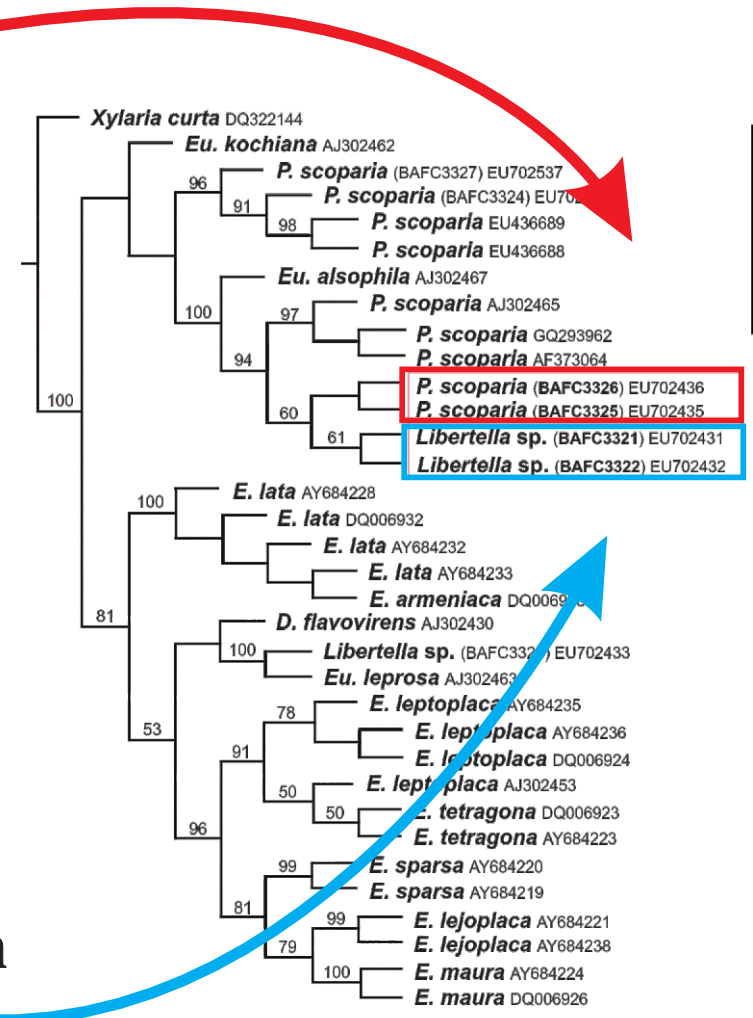 Xylaria curta DQ322144
Eu. kochiana AJ302462
P. scoparia (BAFC3327) EU702537
96
P. scoparia (BAFC3324)
91
P. scoparia EU436689
98
P. scoparia EU436688
Eu. alsophila AJ302467
P. scoparia AJ302465
100
97
P. scoparia GQ293962
P. scoparia AF373064
94
P. scoparia (BAFC3326) EU702436
100
P. scoparia (BAFC3325) EU702435
60
Libertella sp. (BAFC3321) EU702431
61
Libertella sp. (BAFC3322) EU702432
E. lata AY684228
100
E. lata DQ006932
E. lata AY684232
E. lata AY684233
E. armeniaca
81
D. flavovirens AJ302430
100
Libertella sp. EU702433
Eu. leprosa AJ302463
E. leptoplaca AY684235
78
53
E. leptoplaca AY684236
91
E. leptoplaca DQ006924
E. leptoplaca AJ302453
50
50
E. tetragona DQ006923
96
E. tetragona AY684223
99
E. sparsa AY684220
E. sparsa AY684219
81
99
E. lejoplaca AY684221
E. lejoplaca AY684238
79
100
E. maura AY684224
E. maura DQ006926